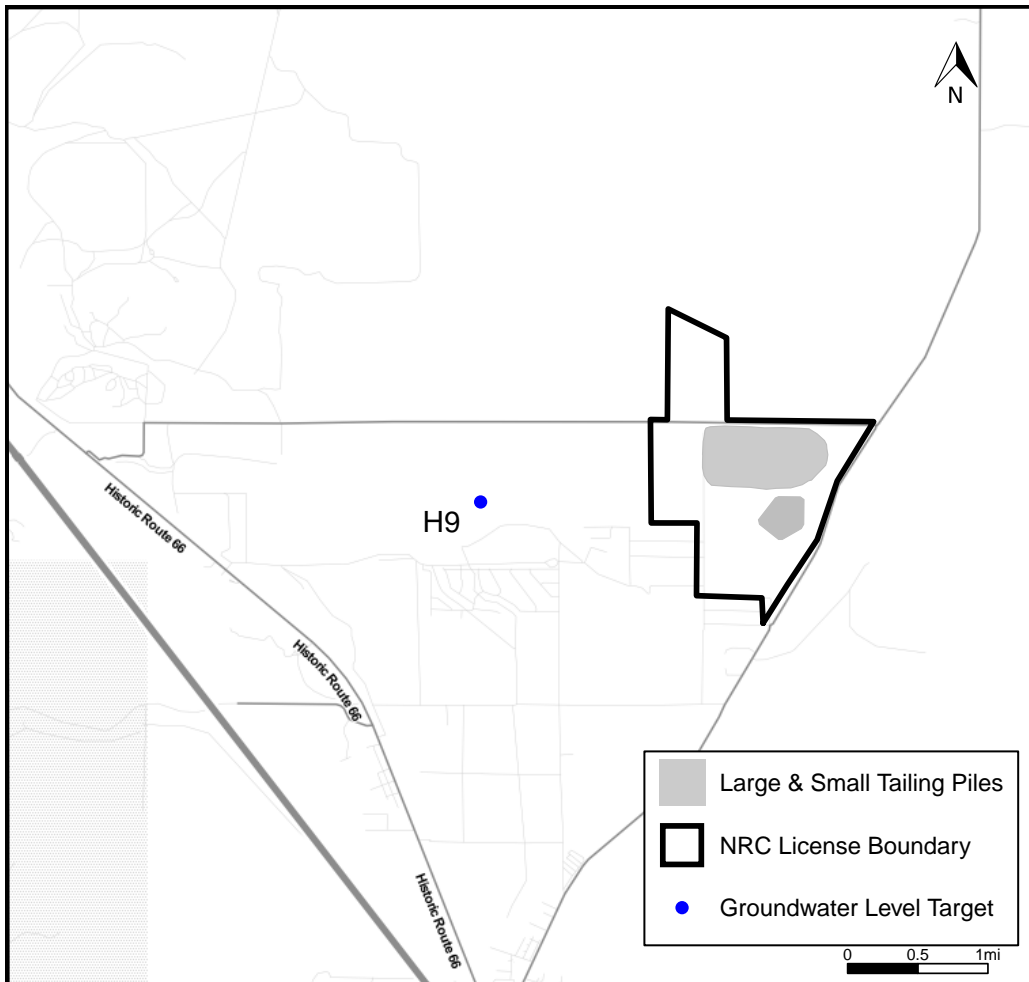 N
Historic Route 66
H9
Historic Route 66
Large & Small Tailing Piles
NRC License Boundary
Historic Route 66
Groundwater Level Target
0 0.5 1mi